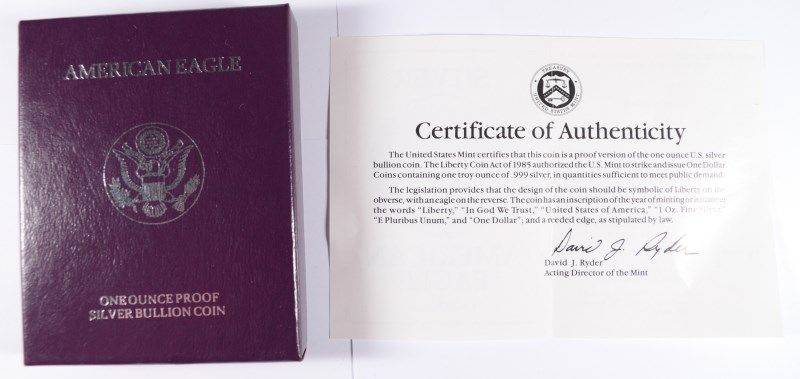 AMERICAN EAGLE
ONE OUNCE PROOF
SILVER BULLION COIN
TREASURY
UNITED STATES MINT
Certificate of Authenticity
The United States Mint certifies that this coin is a proof version of the one ounce U.S. silver
bullion coin. The Liberty Coin Act of 1985 authorized the U.S. Mint to strike and issue One Dollar
Coins containing one troy ounce of .999 silver, in quantities sufficient to meet public demand.
The legislation provides that the design of the coin should be symbolic of Liberty on the
obverse, with an eagle on the reverse. The coin has an inscription of the year of minting or issuance,
the words "Liberty," "In God We Trust," "United States of America," "1 Oz. Fine Silver,"
"E Pluribus Unum," and "One Dollar"; and a reeded edge, as stipulated by law.
David J. Ryder
David J. Ryder
Acting Director of the Mint